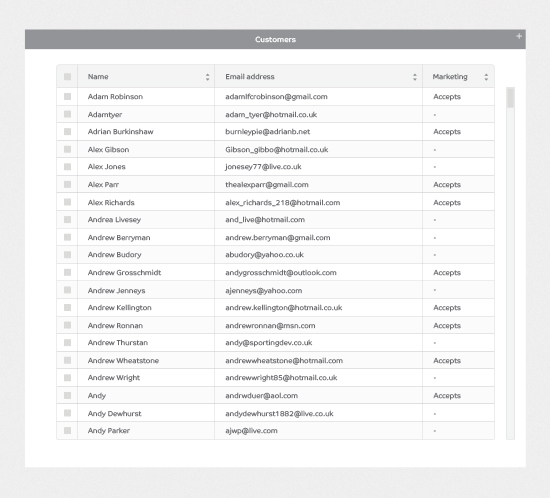 Customers
+
Name Email address Marketing
Adam Robinson adamlfcrobinson@gmail.com Accepts
Adamtyer adam_tyer@hotmail.co.uk -
Adrian Burkinshaw burnleypie@adrianb.net Accepts
Alex Gibson Gibson_gibbo@hotmail.co.uk -
Alex Jones jonesey77@live.co.uk -
Alex Parr thealexparr@gmail.com Accepts
Alex Richards alex_richards_218@hotmail.com Accepts
Andrea Livesey and_live@hotmail.com -
Andrew Berryman andrew.berryman@gmail.com -
Andrew Budory abudory@yahoo.co.uk -
Andrew Grosschmidt andygrosschmidt@outlook.com Accepts
Andrew Jenneys ajenneys@yahoo.com -
Andrew Kellington andrew.kellington@hotmail.co.uk Accepts
Andrew Ronnan andrewronnan@msn.com Accepts
Andrew Thurstan andy@sportingdev.co.uk -
Andrew Wheatstone andrewwheatstone@hotmail.com Accepts
Andrew Wright andrewwright85@hotmail.co.uk -
Andy andrwduer@aol.com Accepts
Andy Dewhurst andydewhurst1882@live.co.uk -
Andy Parker ajwp@live.com -